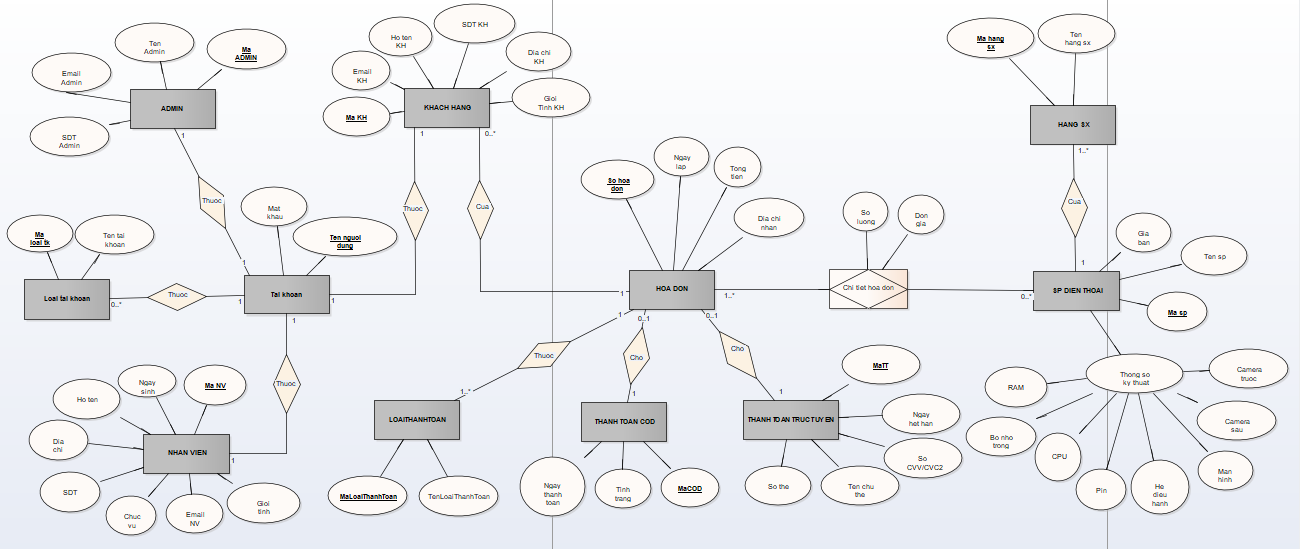 Ten
Admin
Ma
ADMIN
Email
Admin
SDT
Admin
ADMIN
1
Thuoc
1
Ho ten
KH
SDT KH
Dia chi
KH
Email
KH
Gioi
Tinh KH
Ma KH
KHACH HANG
1
0..*
Thuoc
Cua
Ma hang
sx
Ten
hang sx
HANG SX
1..*
Cua
1
Ma
loai tk
Ten tai
khoan
Loai tai khoan
0..*
Thuoc
1
Mat
khau
Ten nguoi
dung
Tai khoan
1
1
Thuoc
So hoa
don
Ngay
lap
Tong
tien
Dia chi
nhan
HOA DON
1
1..*
So
luong
Don
gia
Chi tiet hoa don
0..*
Gia
ban
Ten sp
Ma sp
SP DIEN THOAI
1
0..1
0..1
Thuoc
Cho
Cho
1..*
1
1
Ngay
sinh
Ma NV
Ho ten
Dia
chi
SDT
Chuc
vu
Email
NV
Gioi
tinh
NHAN VIEN
1
LOAITHANHTOAN
MaLoaiThanhToan
TenLoaiThanhToan
THANH TOAN COD
Ngay
thanh
toan
Tinh
trang
MaCOD
THANH TOAN TRUC TUYEN
MaTT
Ngay
het han
So
CVV/CVC2
So the
Ten chu
the
Thong so
ky thuat
RAM
Bo nho
trong
CPU
Pin
He
dieu
hanh
Man
hinh
Camera
sau
Camera
truoc